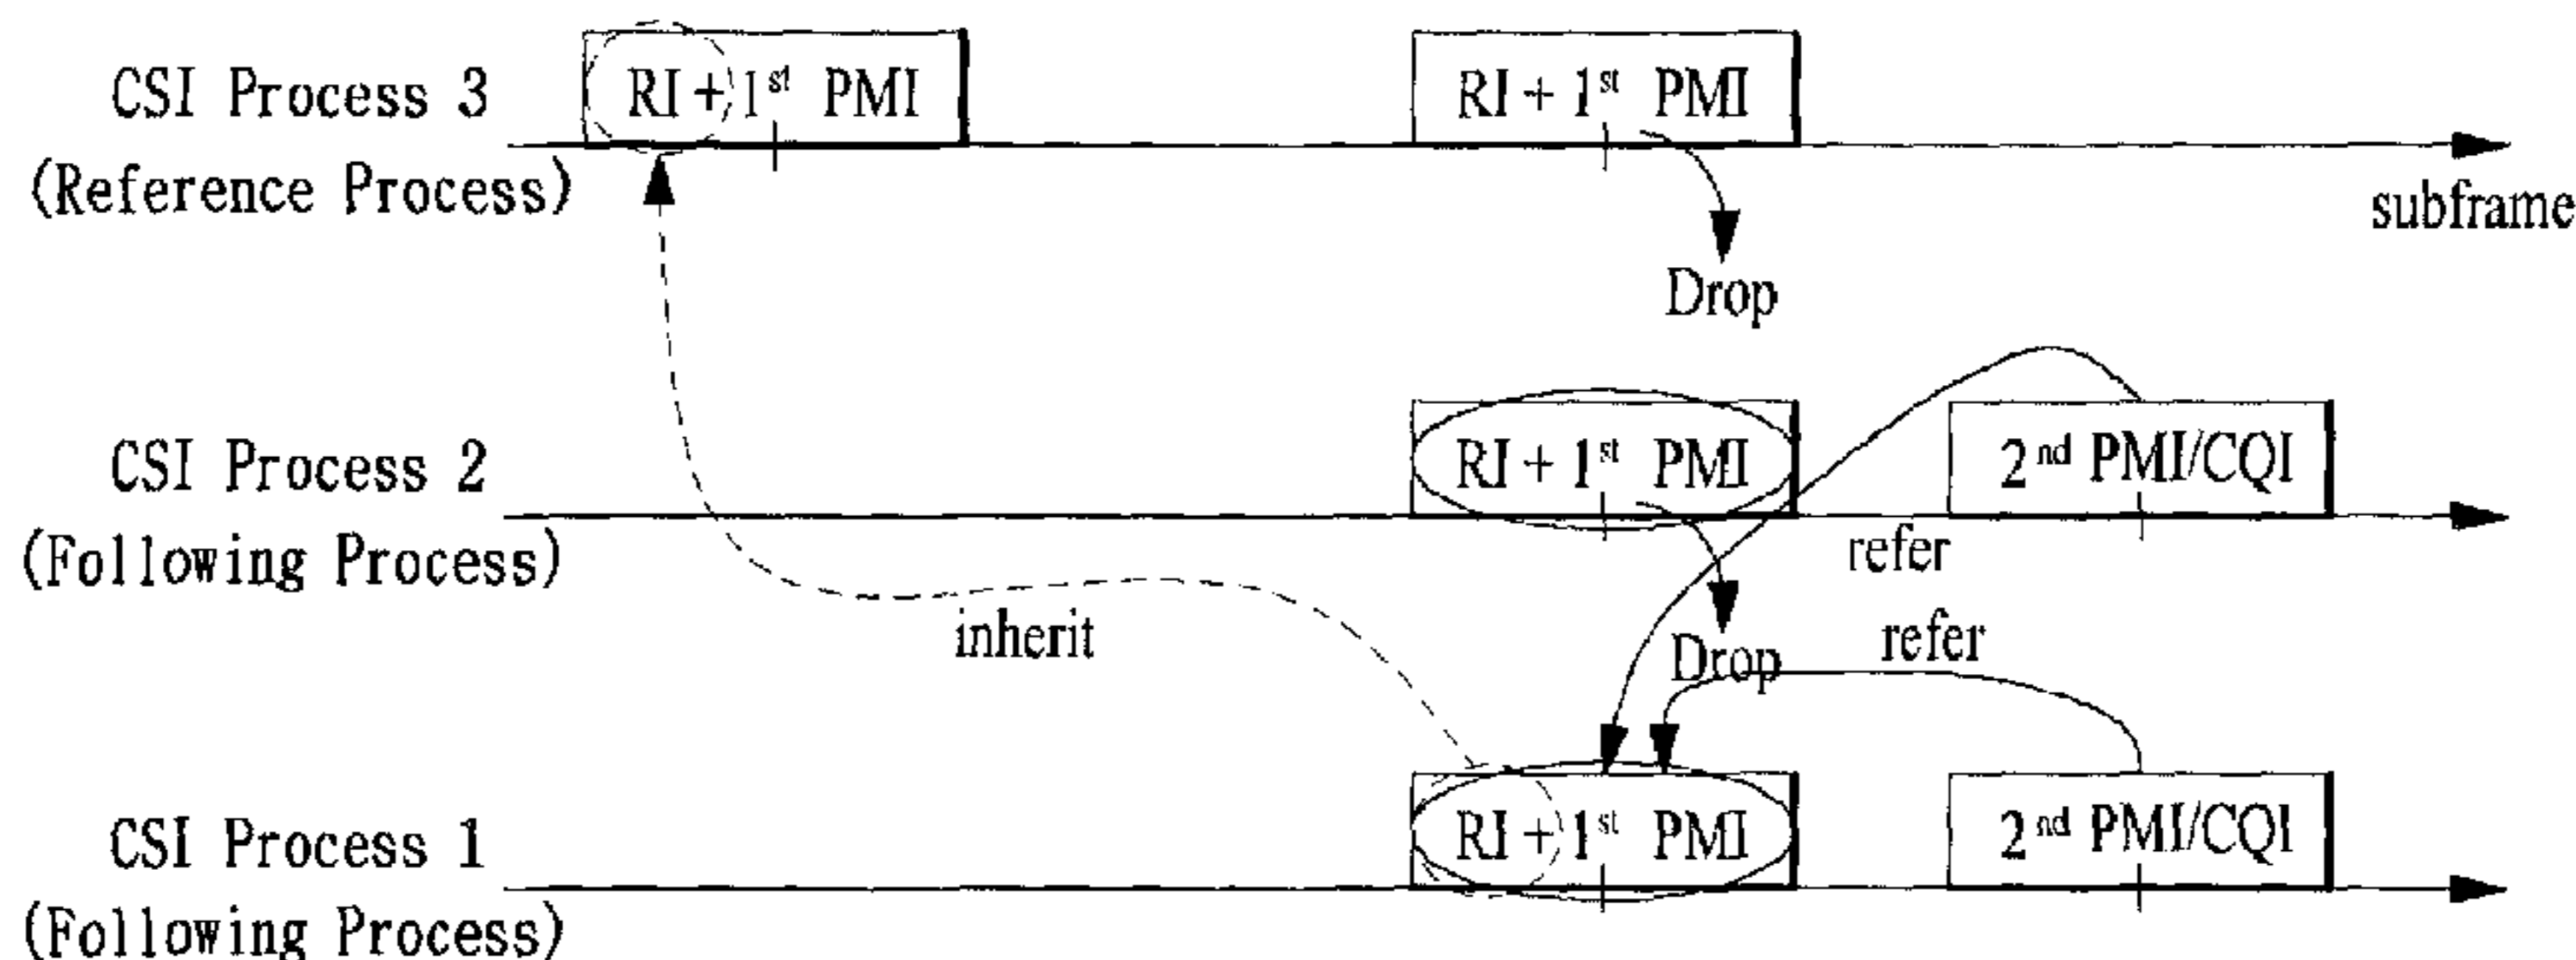 CSI Process 3
(Reference Process)
RI + 1st PMI
RI + 1st PMI
subframe
Drop
CSI Process 2
(Following Process)
RI + 1st PMI
2nd PMI/CQI
refer
inherit
Drop
refer
CSI Process 1
(Following Process)
RI + 1st PMI
2nd PMI/CQI